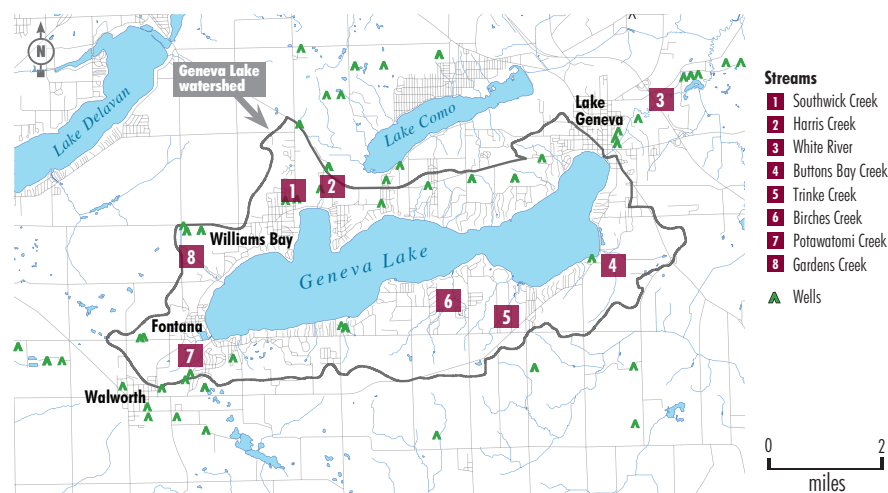 N
Geneva Lake
watershed
Lake Delavan
Lake Como
Lake
Geneva
3
1
2
Williams Bay
8
Geneva Lake
4
6
5
Fontana
7
Walworth
Streams
1 Southwick Creek
2 Harris Creek
3 White River
4 Buttons Bay Creek
5 Trinke Creek
6 Birches Creek
7 Potawatomi Creek
8 Gardens Creek
Wells
0 2
miles